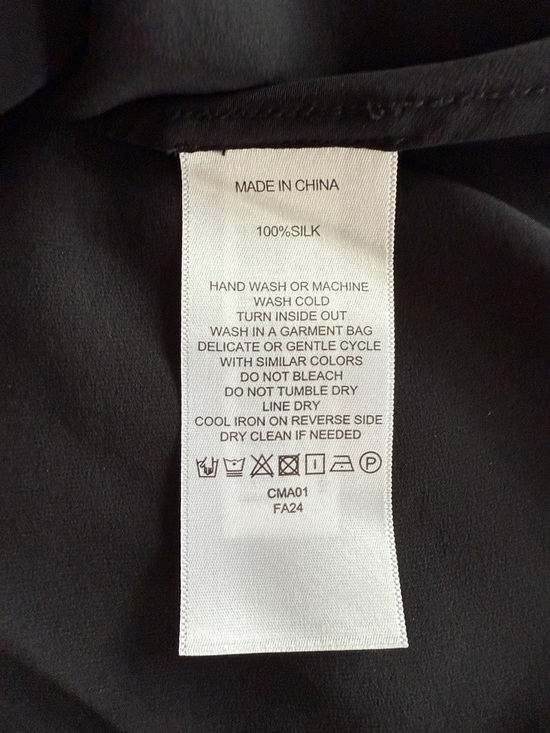 MADE IN CHINA
100%SILK
HAND WASH OR MACHINE
WASH COLD
TURN INSIDE OUT
WASH IN A GARMENT BAG
DELICATE OR GENTLE CYCLE
WITH SIMILAR COLORS
DO NOT BLEACH
DO NOT TUMBLE DRY
LINE DRY
COOL IRON ON REVERSE SIDE
DRY CLEAN IF NEEDED
P
CMA01
FA24